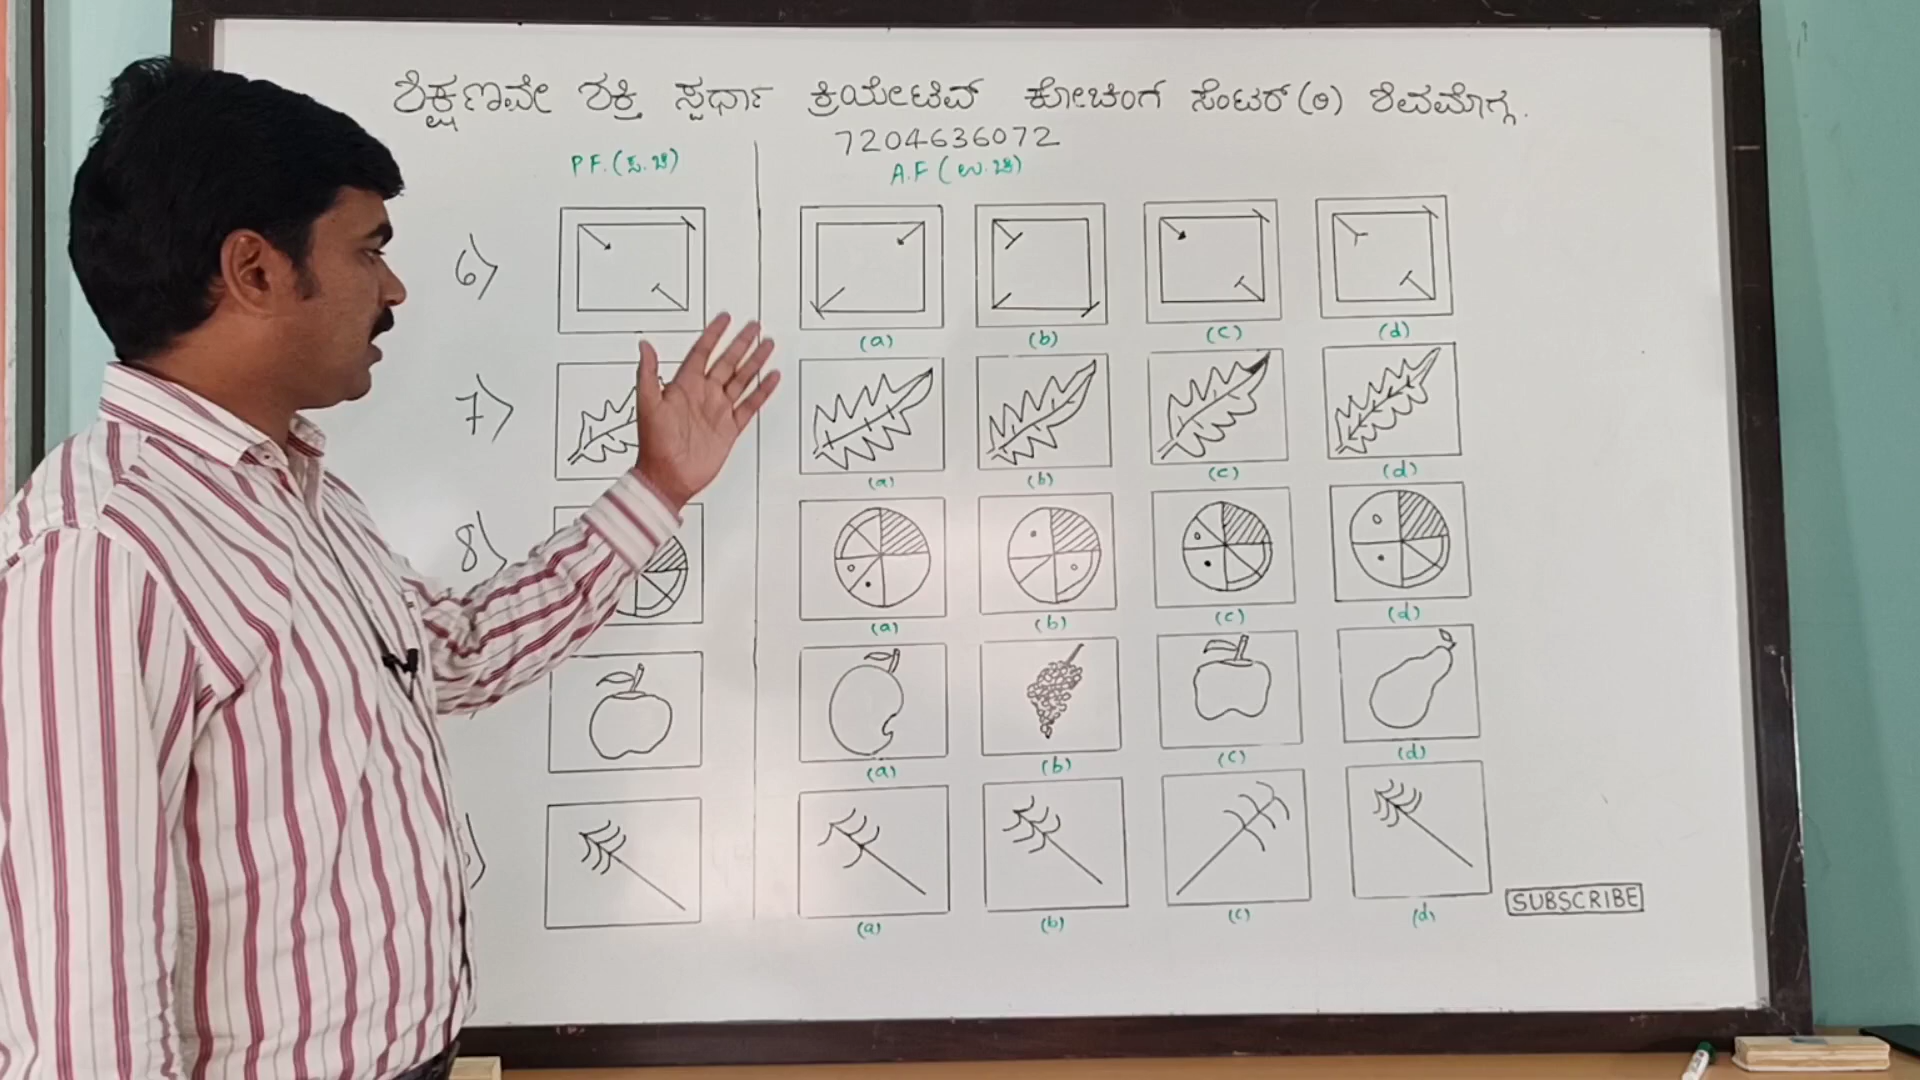 ಶಿಕ್ಷಣವೇ ಶಕ್ತಿ ಸ್ಪರ್ಧಾ ಕ್ರಿಯೇಟಿವ್ ಕೋಚಿಂಗ್ ಸೆಂಟರ್(ರಿ) ಶಿವಮೊಗ್ಗ.
7204636072
P.F.(ಪ್ರ.ಚಿ) A.F(ಉ.ಚಿ)
6)
(a) (b) (c) (d)
7)
(a) (b) (c) (d)
8)
(a) (b) (c) (d)
(a) (b) (c) (d)
SUBSCRIBE
(a) (b) (c) (d)